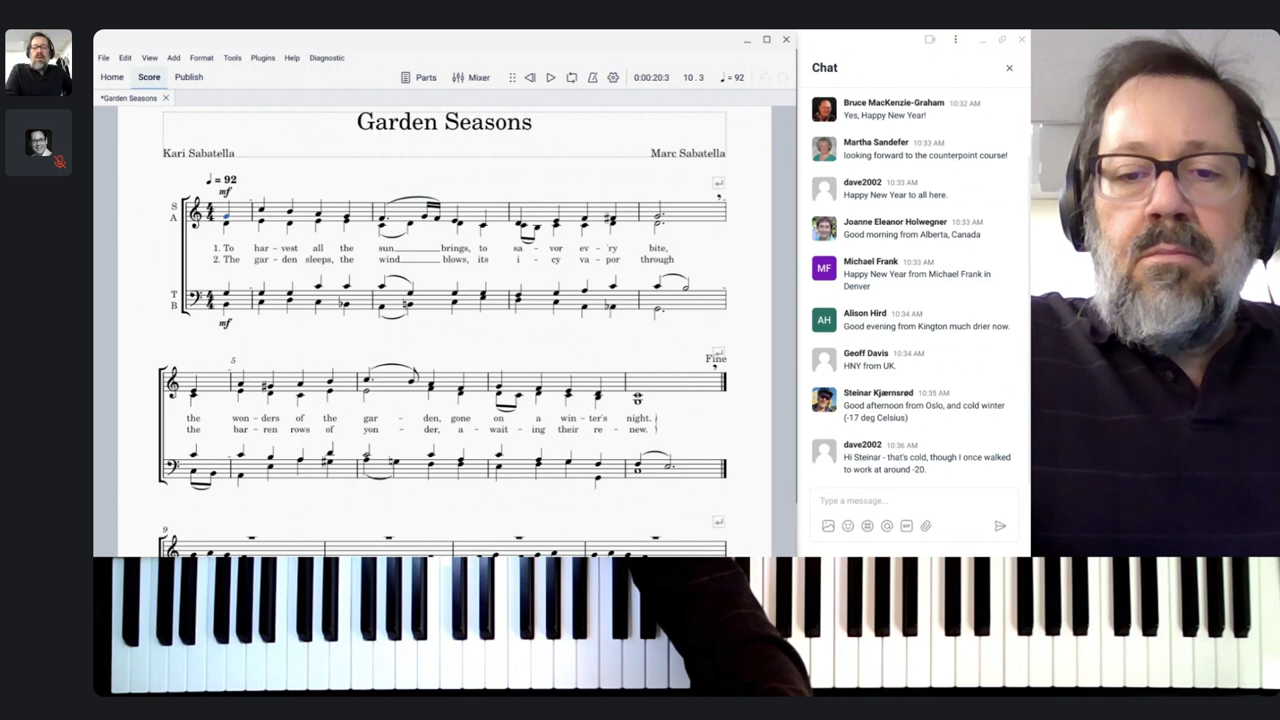 File Edit View Add Format Tools Plugins Help Diagnostic
Home Score Publish Parts Mixer 0:00:20:3 10 . 3 ♩ = 92
*Garden Seasons
Garden Seasons
Kari Sabatella Marc Sabatella
♩ = 92
mf
S
A
1. To har - vest all the sun brings, to sa - vor ev - 'ry bite,
2. The gar - den sleeps, the wind blows, its i - cy va - por through
T
B
mf
5
Fine
the won - ders of the gar - den, gone on a win - ter's night.
the bar - ren rows of yon - der, a - wait - ing their re - new.
9
Chat
Bruce MacKenzie-Graham 10:32 AM
Yes, Happy New Year!
Martha Sandefer 10:33 AM
looking forward to the counterpoint course!
dave2002 10:33 AM
Happy New Year to all here.
Joanne Eleanor Holwegner 10:33 AM
Good morning from Alberta, Canada
MF
Michael Frank 10:33 AM
Happy New Year from Michael Frank in
Denver
AH
Alison Hird 10:34 AM
Good evening from Kington much drier now.
Geoff Davis 10:34 AM
HNY from UK.
Steinar Kjærnsrød 10:35 AM
Good afternoon from Oslo, and cold winter
(-17 deg Celsius)
dave2002 10:36 AM
Hi Steinar - that's cold, though I once walked
to work at around -20.
Type a message...